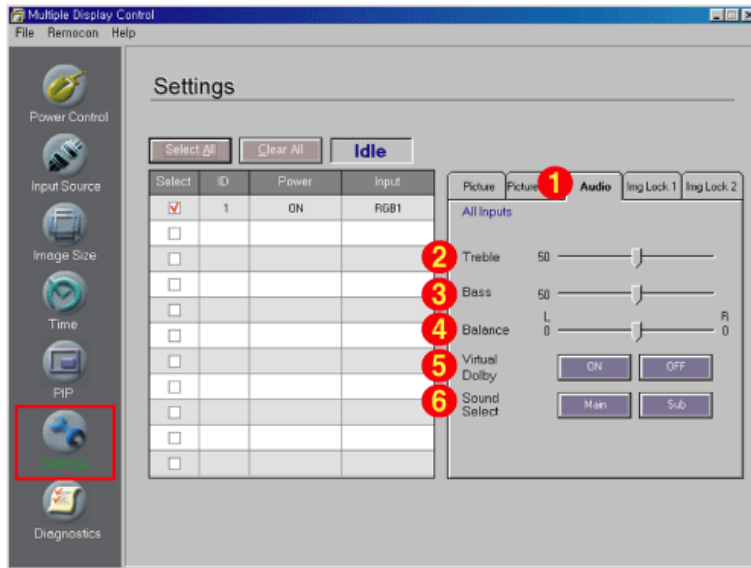 Multiple Display Control
File Remocon Help
Settings
Power Control
Input Source
Image Size
Time
PIP
Settings
Diagnostics
Select All Clear All Idle
Select ID Power Input
1 ON RGB1
Picture Picture 1 Audio Img Lock 1 Img Lock 2
All Inputs
2 Treble 50
3 Bass 50
L R
4 Balance 0 0
5 Virtual Dolby ON OFF
6 Sound Select Main Sub